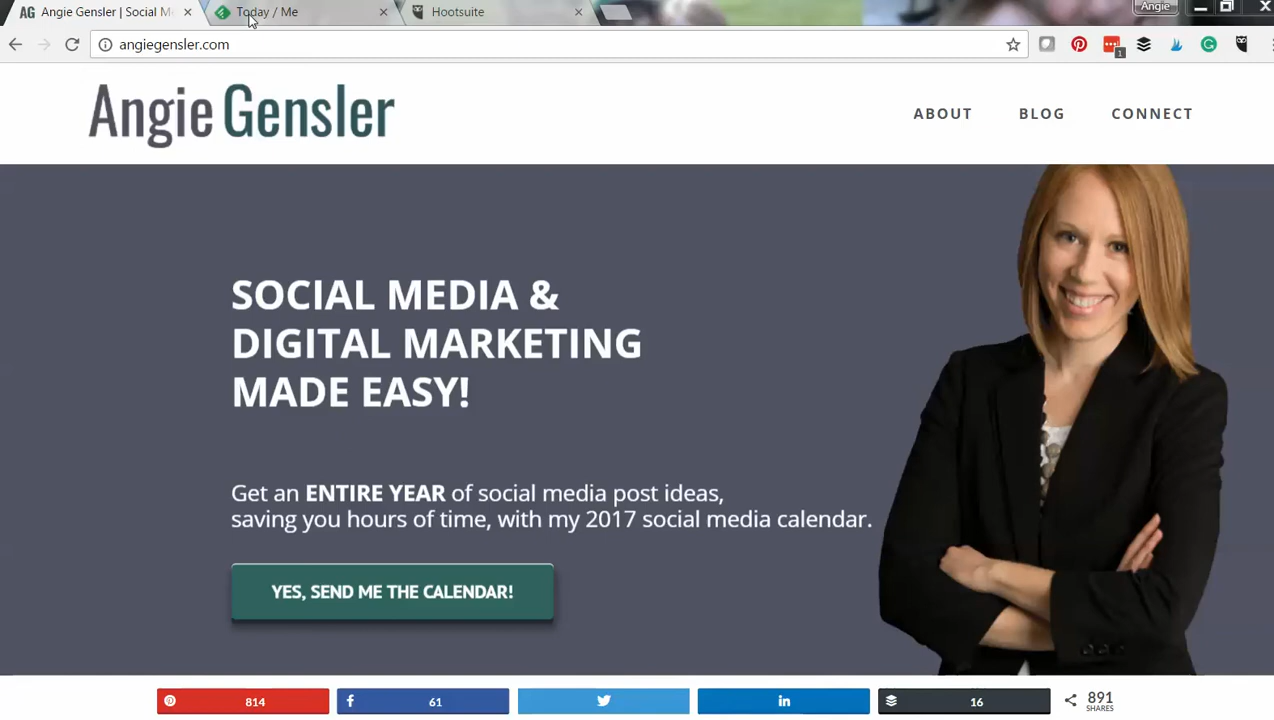 AG Angie Gensler | Social M
Today / Me
Hootsuite
Angie
angiegensler.com
1
Angie Gensler
ABOUT
BLOG
CONNECT
SOCIAL MEDIA &
DIGITAL MARKETING
MADE EASY!
Get an ENTIRE YEAR of social media post ideas,
saving you hours of time, with my 2017 social media calendar.
YES, SEND ME THE CALENDAR!
814
61
16
891
SHARES